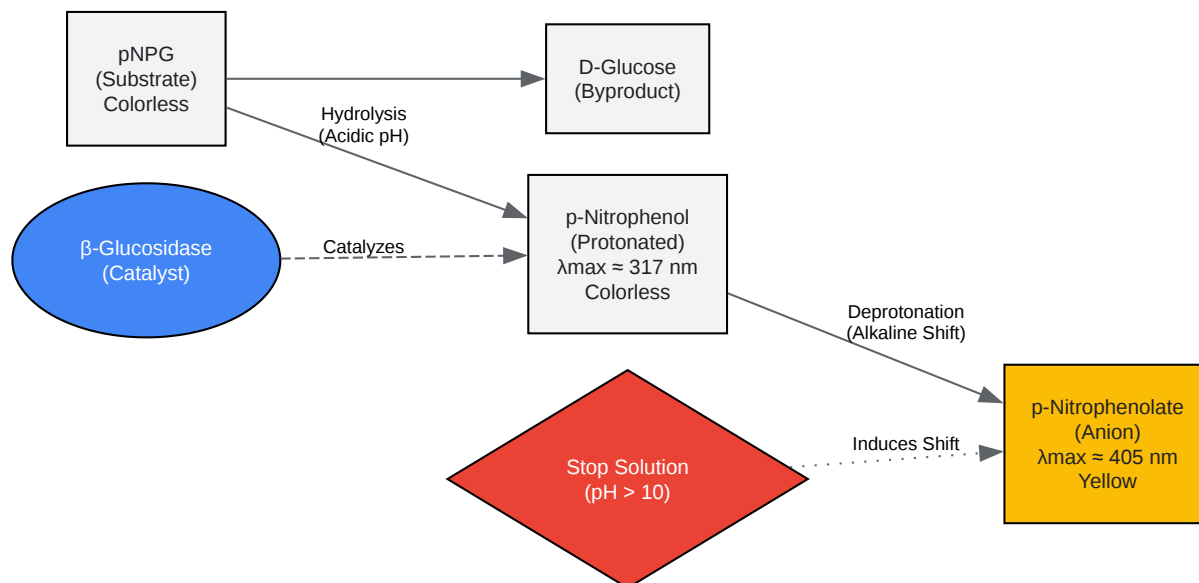 pNPG
(Substrate)
Colorless
D-Glucose
(Byproduct)
Hydrolysis
(Acidic pH)
p-Nitrophenol
(Protonated)
λmax ≈ 317 nm
Colorless
β-Glucosidase
(Catalyst)
Catalyzes
Deprotonation
(Alkaline Shift)
p-Nitrophenolate
(Anion)
λmax ≈ 405 nm
Yellow
Stop Solution
(pH > 10)
Induces Shift